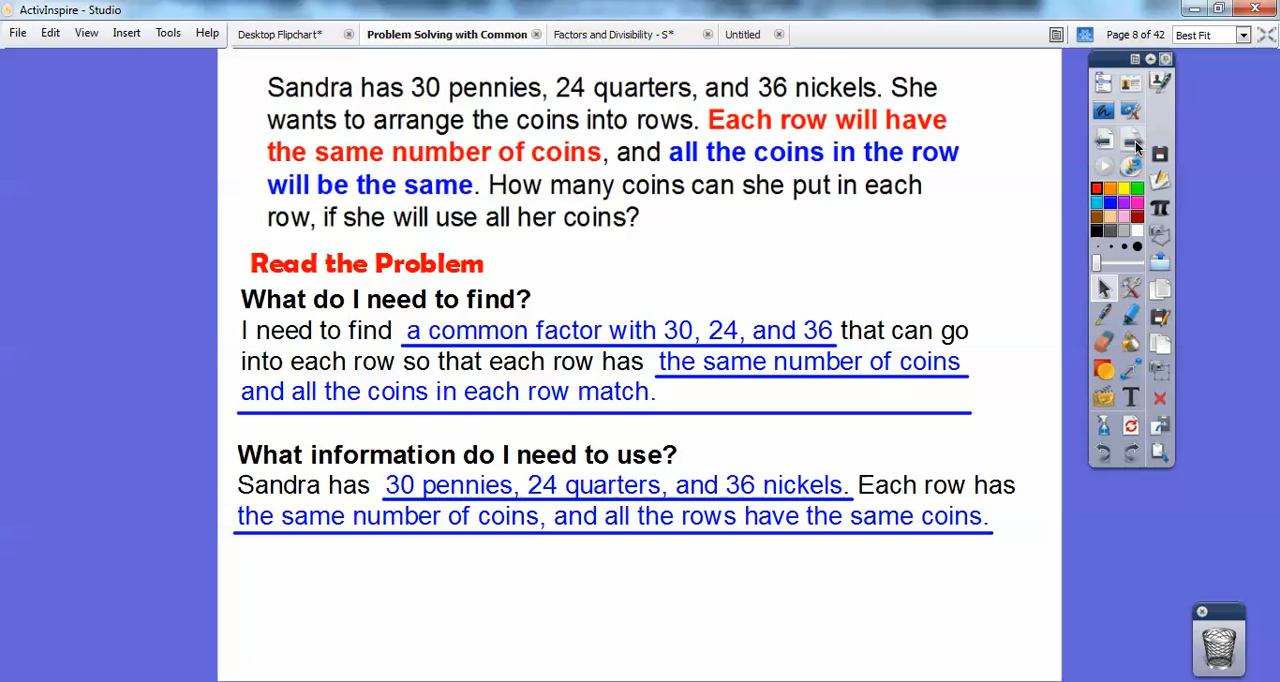 ActivInspire - Studio
File Edit View Insert Tools Help Desktop Flipchart* Problem Solving with Common Factors and Divisibility - S* Untitled Page 8 of 42 Best Fit
Sandra has 30 pennies, 24 quarters, and 36 nickels. She
wants to arrange the coins into rows. Each row will have
the same number of coins, and all the coins in the row
will be the same. How many coins can she put in each
row, if she will use all her coins?
Read the Problem
What do I need to find?
I need to find a common factor with 30, 24, and 36 that can go
into each row so that each row has the same number of coins
and all the coins in each row match.
What information do I need to use?
Sandra has 30 pennies, 24 quarters, and 36 nickels. Each row has
the same number of coins, and all the rows have the same coins.